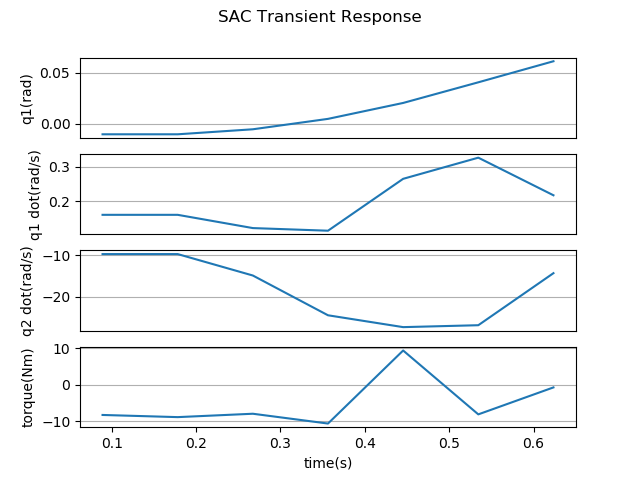 SAC Transient Response
q1(rad)
0.05
0.00
q1 dot(rad/s)
0.3
0.2
q2 dot(rad/s)
−10
−20
torque(Nm)
10
0
−10
0.1 0.2 0.3 0.4 0.5 0.6
time(s)